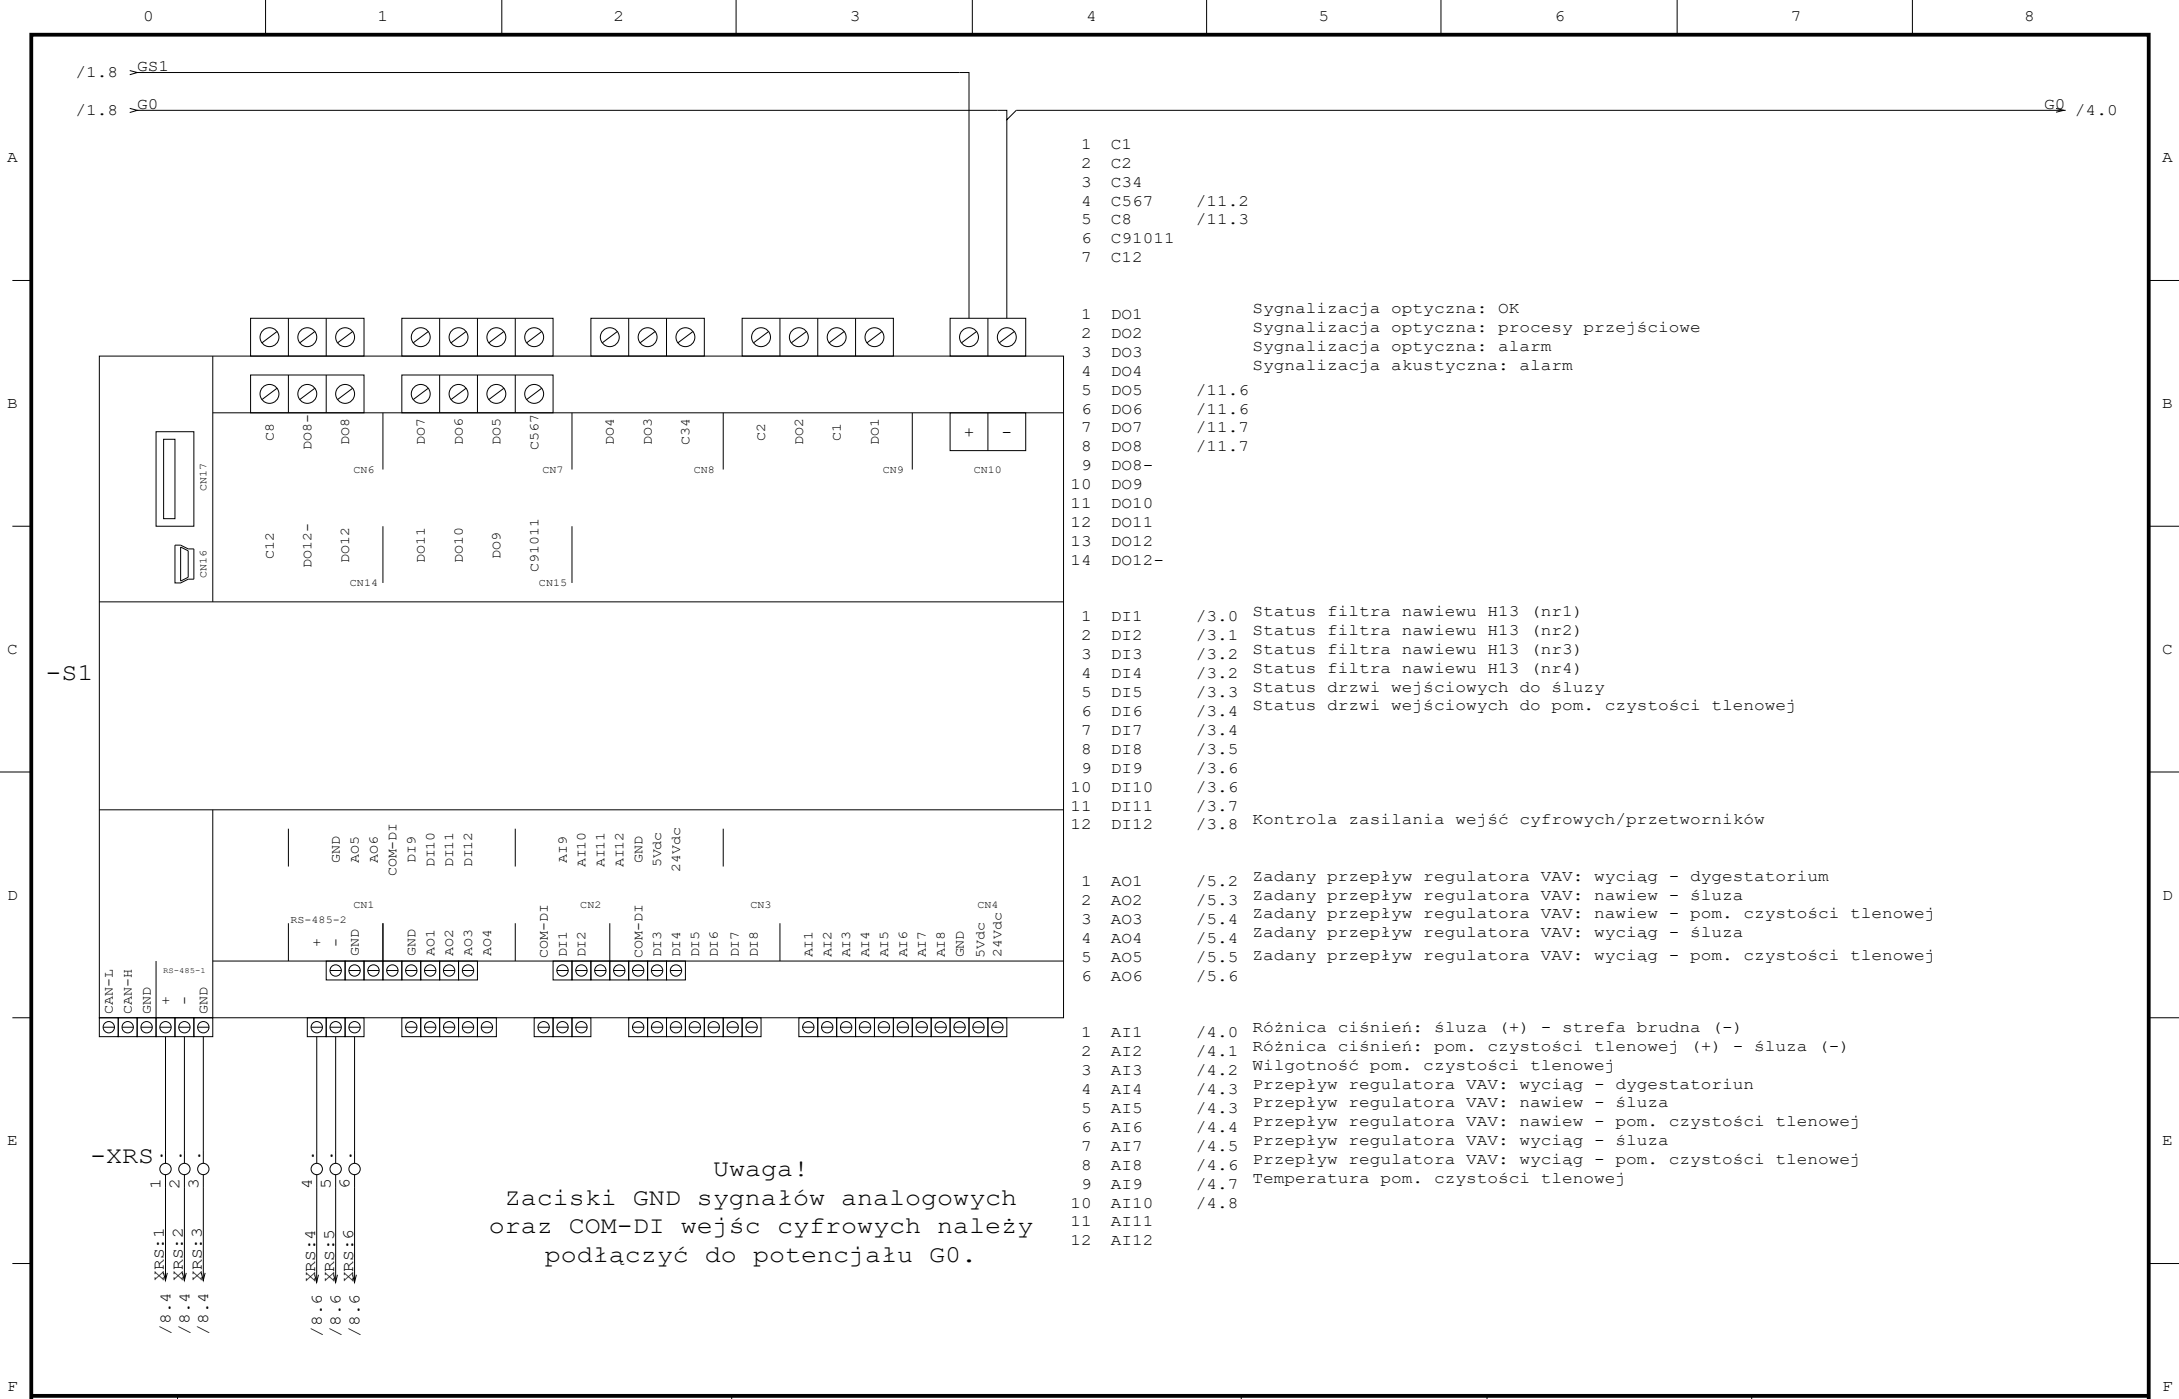 0 1 2 3 4 5 6 7 8
/1.8 GS1
/1.8 G0
G0 /4.0
A A
1 C1
2 C2
3 C34
4 C567 /11.2
5 C8 /11.3
6 C91011
7 C12
1 DO1 Sygnalizacja optyczna: OK
2 DO2 Sygnalizacja optyczna: procesy przejściowe
3 DO3 Sygnalizacja optyczna: alarm
4 DO4 Sygnalizacja akustyczna: alarm
5 DO5 /11.6
6 DO6 /11.6
7 DO7 /11.7
8 DO8 /11.7
9 DO8-
10 DO9
11 DO10
12 DO11
13 DO12
14 DO12-
B B
C8 DO8- DO8 DO7 DO6 DO5 C567 DO4 DO3 C34 C2 DO2 C1 DO1 + -
CN17 CN6 CN7 CN8 CN9 CN10
C12 DO12- DO12 DO11 DO10 DO9 C91011
CN16 CN14 CN15
C C
-S1
1 DI1 /3.0 Status filtra nawiewu H13 (nr1)
2 DI2 /3.1 Status filtra nawiewu H13 (nr2)
3 DI3 /3.2 Status filtra nawiewu H13 (nr3)
4 DI4 /3.2 Status filtra nawiewu H13 (nr4)
5 DI5 /3.3 Status drzwi wejściowych do śluzy
6 DI6 /3.4 Status drzwi wejściowych do pom. czystości tlenowej
7 DI7 /3.4
8 DI8 /3.5
9 DI9 /3.6
10 DI10 /3.6
11 DI11 /3.7
12 DI12 /3.8 Kontrola zasilania wejść cyfrowych/przetworników
GND AO5 AO6 COM-DI DI9 DI10 DI11 DI12 AI9 AI10 AI11 AI12 GND 5Vdc 24Vdc
D D
CN1 CN2 CN3 CN4
RS-485-2
+ - GND GND AO1 AO2 AO3 AO4 COM-DI DI1 DI2 COM-DI DI3 DI4 DI5 DI6 DI7 DI8 AI1 AI2 AI3 AI4 AI5 AI6 AI7 AI8 GND 5Vdc 24Vdc
RS-485-1
CAN-L CAN-H GND + - GND
1 AO1 /5.2 Zadany przepływ regulatora VAV: wyciąg - dygestatorium
2 AO2 /5.3 Zadany przepływ regulatora VAV: nawiew - śluza
3 AO3 /5.4 Zadany przepływ regulatora VAV: nawiew - pom. czystości tlenowej
4 AO4 /5.4 Zadany przepływ regulatora VAV: wyciąg - śluza
5 AO5 /5.5 Zadany przepływ regulatora VAV: wyciąg - pom. czystości tlenowej
6 AO6 /5.6
1 AI1 /4.0 Różnica ciśnień: śluza (+) - strefa brudna (-)
2 AI2 /4.1 Różnica ciśnień: pom. czystości tlenowej (+) - śluza (-)
3 AI3 /4.2 Wilgotność pom. czystości tlenowej
4 AI4 /4.3 Przepływ regulatora VAV: wyciąg - dygestatoriun
5 AI5 /4.3 Przepływ regulatora VAV: nawiew - śluza
6 AI6 /4.4 Przepływ regulatora VAV: nawiew - pom. czystości tlenowej
7 AI7 /4.5 Przepływ regulatora VAV: wyciąg - śluza
8 AI8 /4.6 Przepływ regulatora VAV: wyciąg - pom. czystości tlenowej
9 AI9 /4.7 Temperatura pom. czystości tlenowej
10 AI10 /4.8
11 AI11
12 AI12
E E
-XRS
1 2 3 4 5 6
XRS:1 XRS:2 XRS:3 XRS:4 XRS:5 XRS:6
/8.4 /8.4 /8.4 /8.6 /8.6 /8.6
Uwaga!
Zaciski GND sygnałów analogowych
oraz COM-DI wejśc cyfrowych należy
podłączyć do potencjału G0.
F F